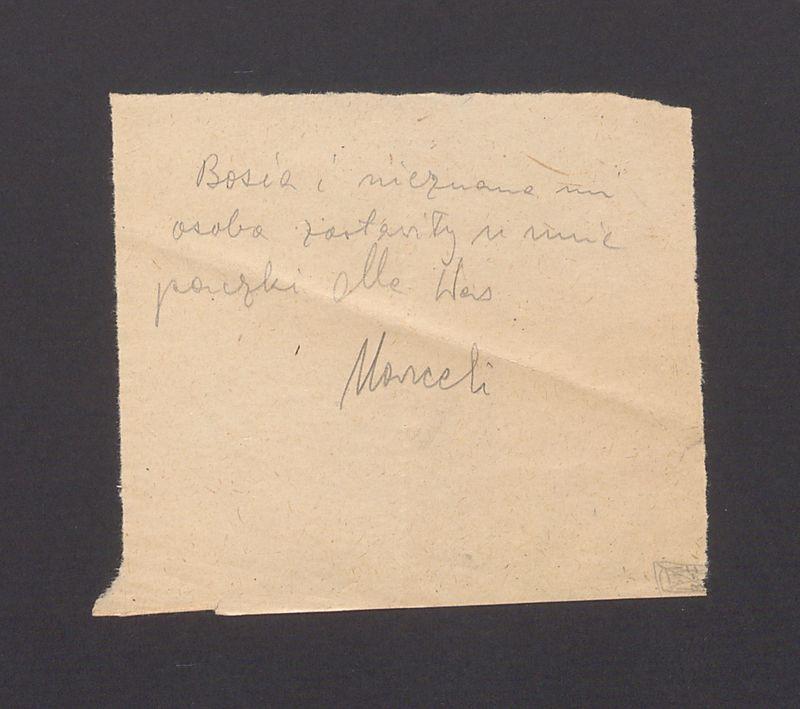 Bosia i nieznana mi
osoba zostawiły u mnie
paczki dla Was
Marceli